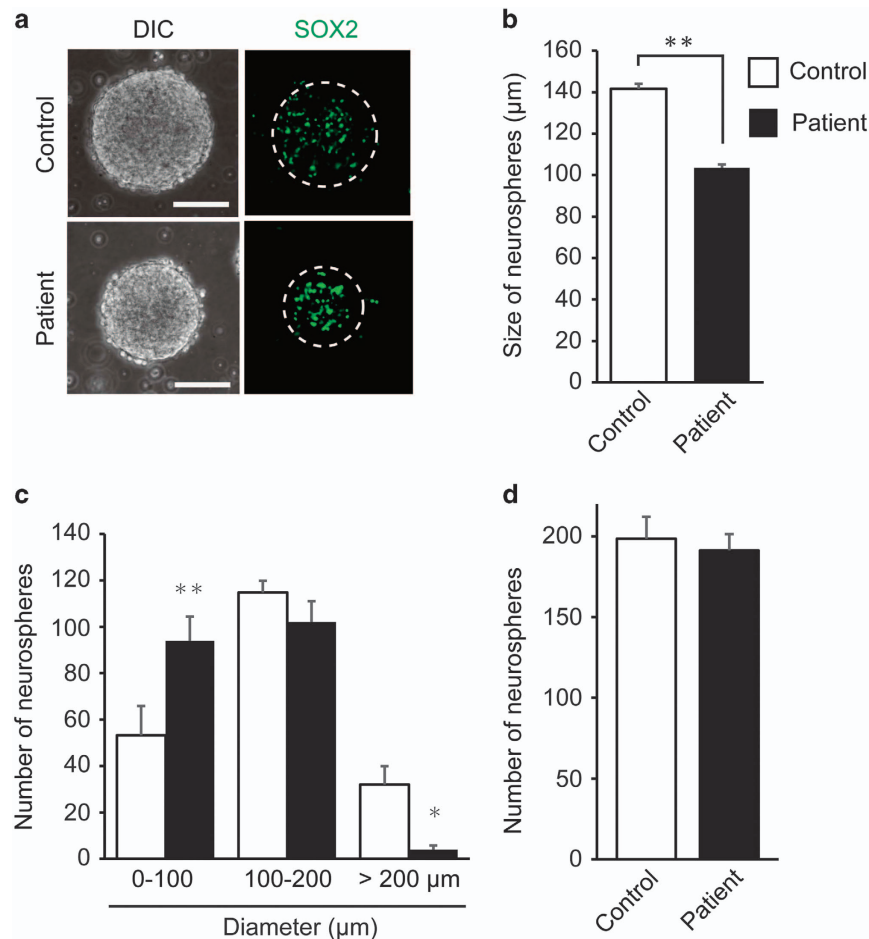 a
DIC
SOX2
Control
Patient
b
Size of neurospheres (μm)
160
140
120
100
80
60
40
20
0
**
Control
Patient
Control
Patient
c
Number of neurospheres
140
120
100
80
60
40
20
0
**
*
0-100
100-200
> 200 μm
Diameter (μm)
d
Number of neurospheres
200
150
100
50
0
Control
Patient